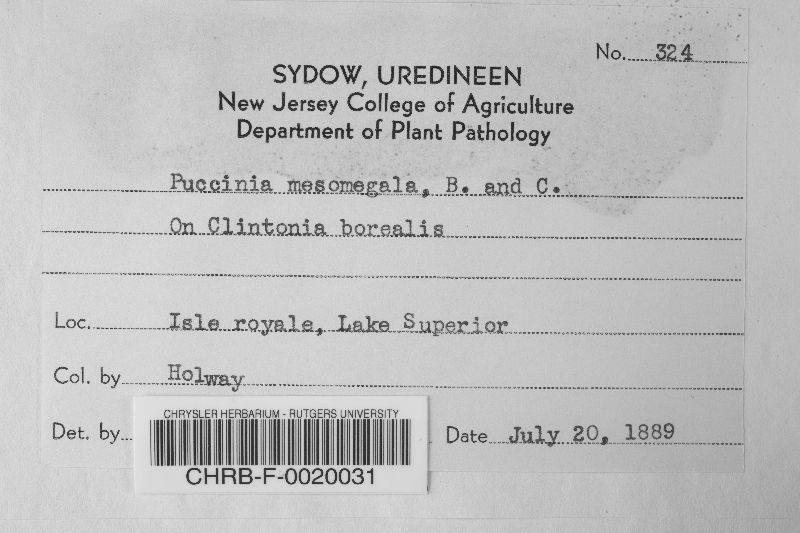 No. 324
SYDOW, UREDINEEN
New Jersey College of Agriculture
Department of Plant Pathology
Puccinia mesomegala, B. and C.
On Clintonia borealis
Loc. Isle royale, Lake Superior
Col. by Holway
Det. by
Date July 20, 1889
CHRYSLER HERBARIUM - RUTGERS UNIVERSITY
CHRB-F-0020031